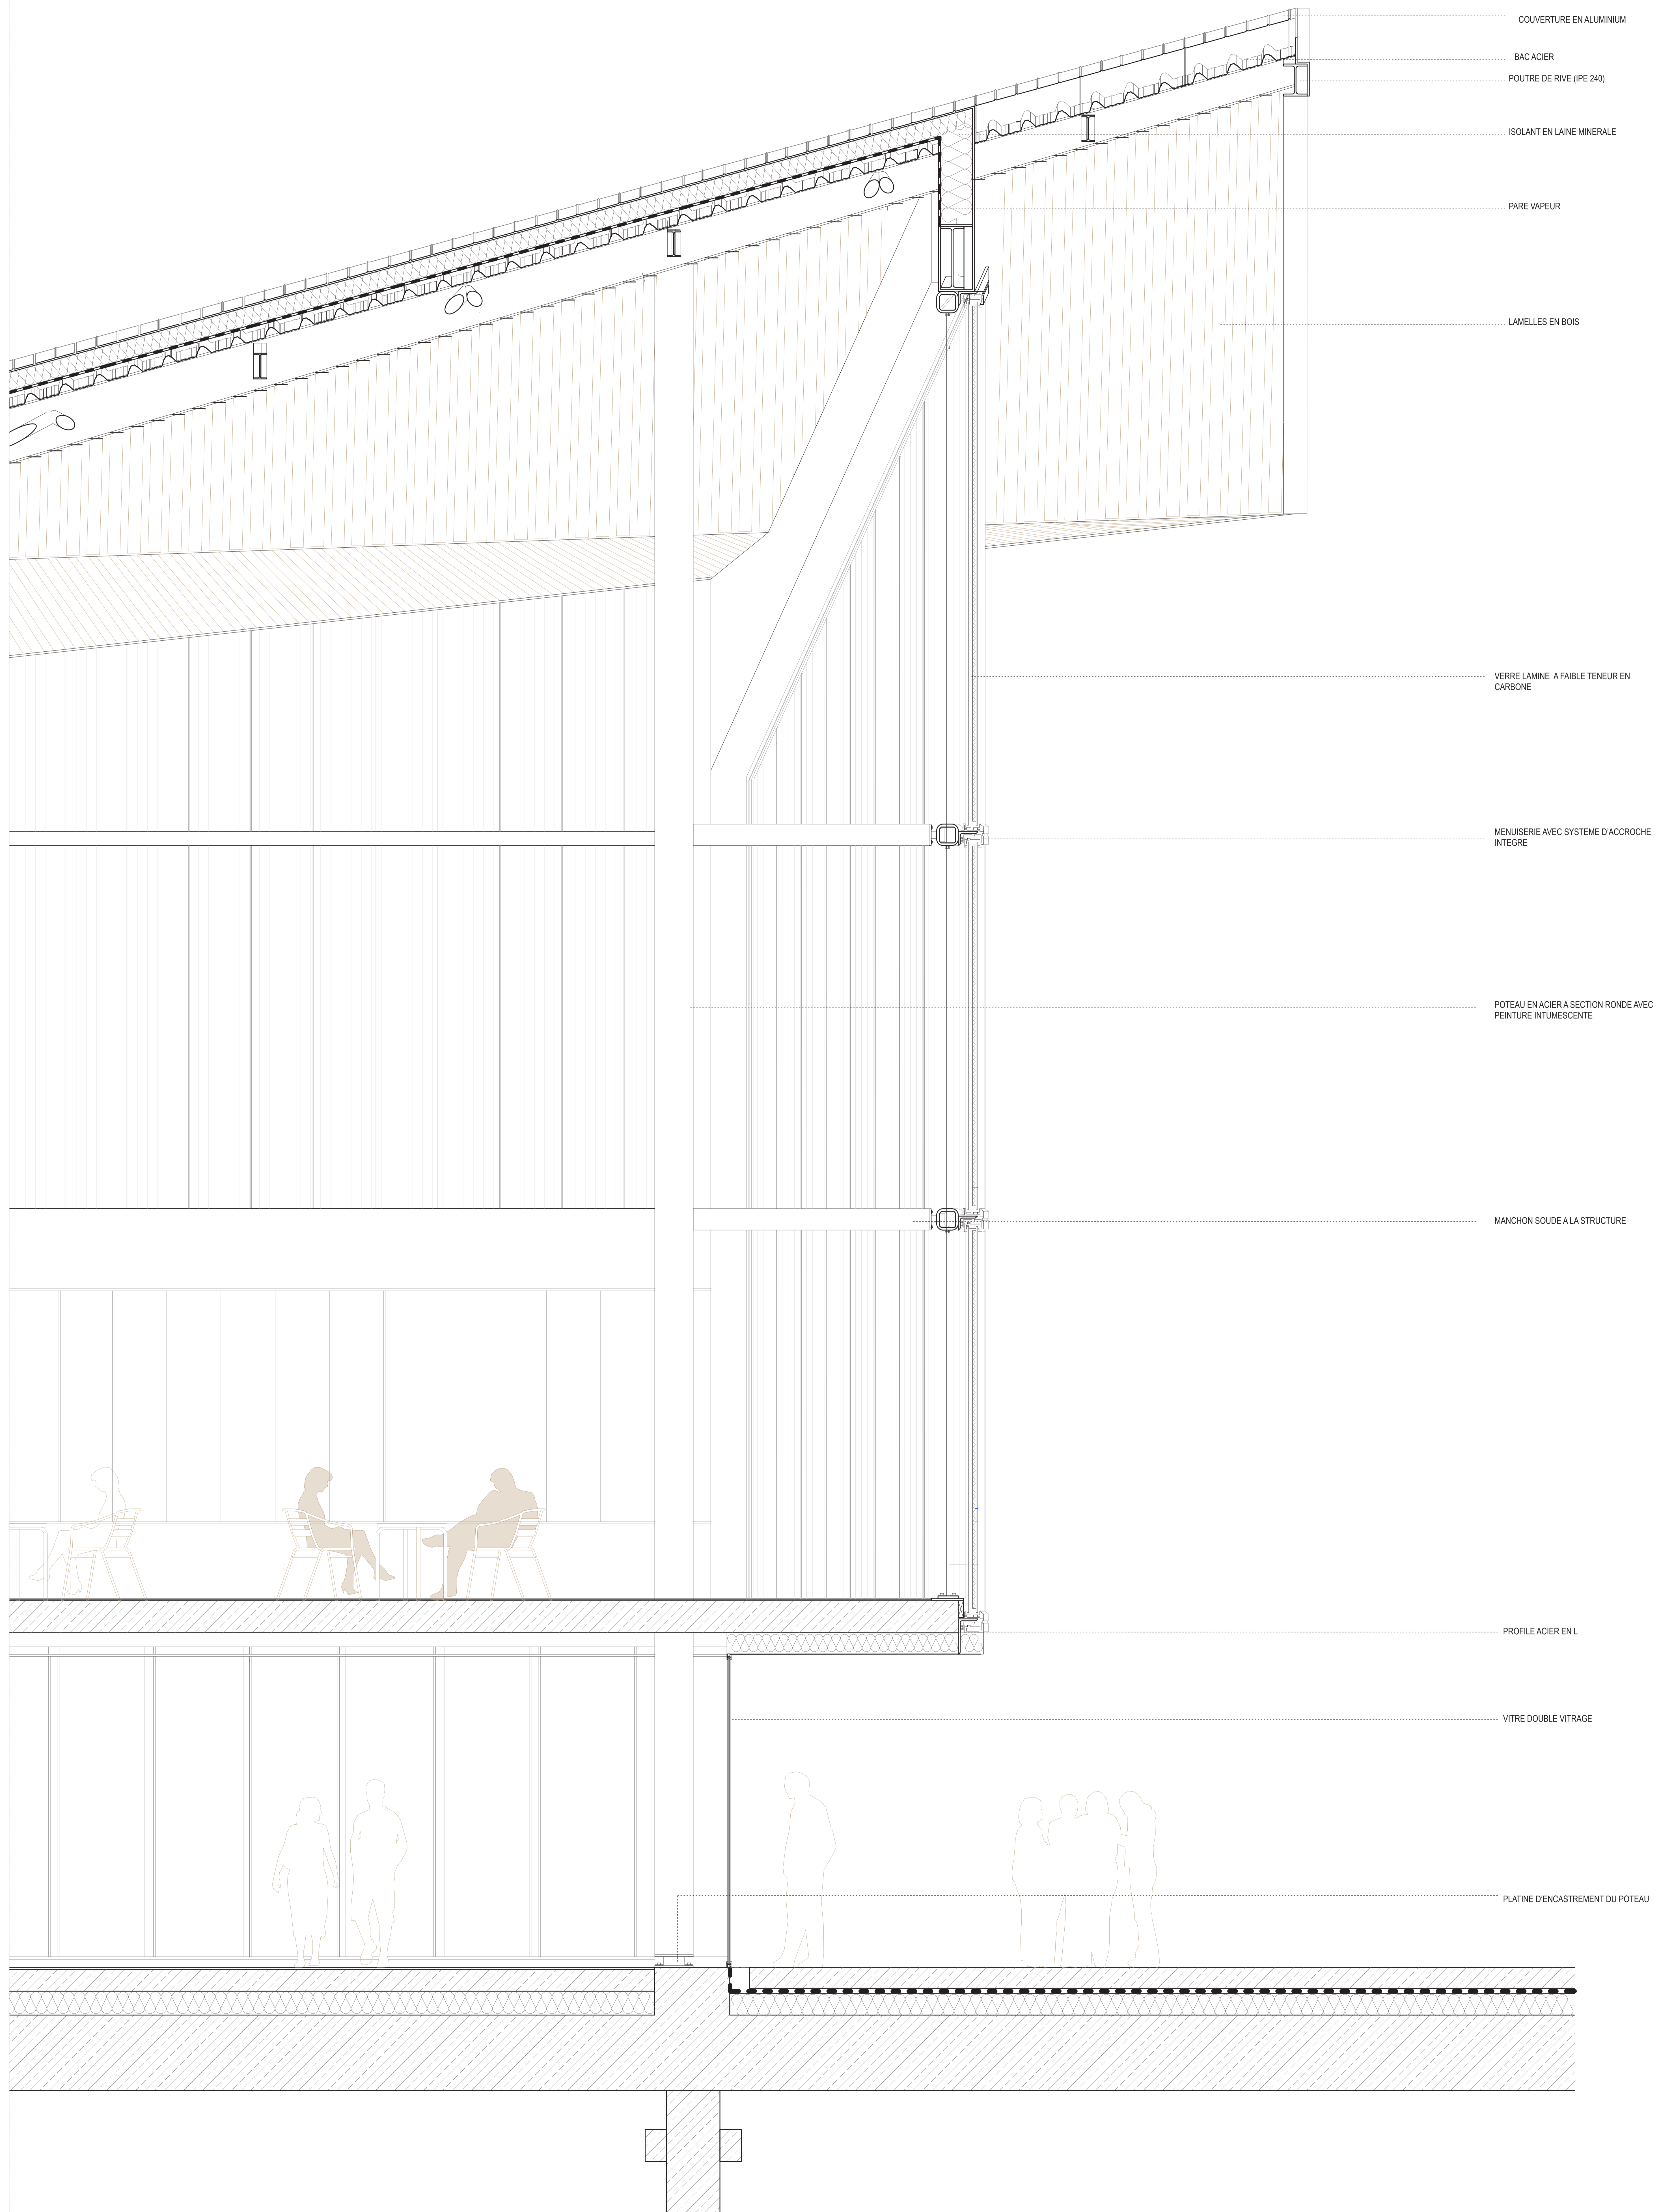 COUVERTURE EN ALUMINIUM
BAC ACIER
POUTRE DE RIVE (IPE 240)
ISOLANT EN LAINE MINERALE
PARE VAPEUR
LAMELLES EN BOIS
VERRE LAMINE A FAIBLE TENEUR EN
CARBONE
MENUISERIE AVEC SYSTEME D'ACCROCHE
INTEGRE
POTEAU EN ACIER A SECTION RONDE AVEC
PEINTURE INTUMESCENTE
MANCHON SOUDE A LA STRUCTURE
PROFILE ACIER EN L
VITRE DOUBLE VITRAGE
PLATINE D'ENCASTREMENT DU POTEAU